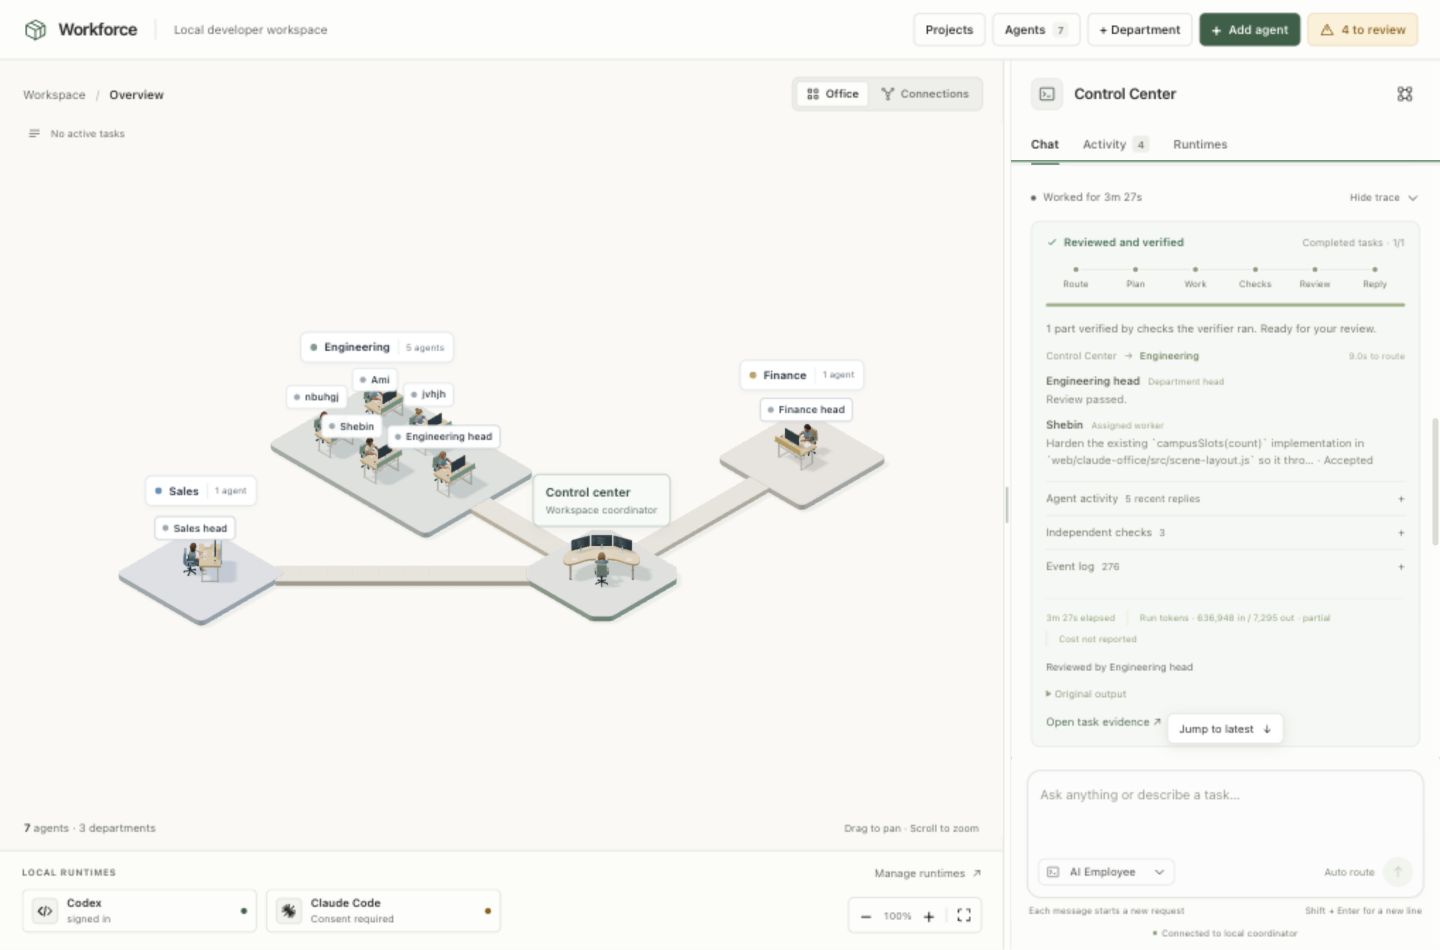 Workforce
Local developer workspace
Projects
Agents 7
+ Department
+ Add agent
4 to review
Workspace / Overview
Office
Connections
No active tasks
Engineering 5 agents
Ami
nbuhgj
jvhjh
Shebin
Engineering head
Finance 1 agent
Finance head
Sales 1 agent
Sales head
Control center
Workspace coordinator
7 agents · 3 departments
Drag to pan · Scroll to zoom
LOCAL RUNTIMES
Manage runtimes ↗
Codex
signed in
Claude Code
Consent required
− 100% +
Control Center
Chat
Activity 4
Runtimes
Worked for 3m 27s
Hide trace
Reviewed and verified
Completed tasks · 1/1
Route
Plan
Work
Checks
Review
Reply
1 part verified by checks the verifier ran. Ready for your review.
Control Center → Engineering
9.0s to route
Engineering head Department head
Review passed.
Shebin Assigned worker
Harden the existing `campusSlots(count)` implementation in
`web/claude-office/src/scene-layout.js` so it thro... · Accepted
Agent activity 5 recent replies +
Independent checks 3 +
Event log 276 +
3m 27s elapsed
Run tokens · 636,948 in / 7,295 out · partial
Cost not reported
Reviewed by Engineering head
Original output
Open task evidence ↗
Jump to latest ↓
Ask anything or describe a task...
AI Employee
Auto route
Each message starts a new request
Shift + Enter for a new line
Connected to local coordinator